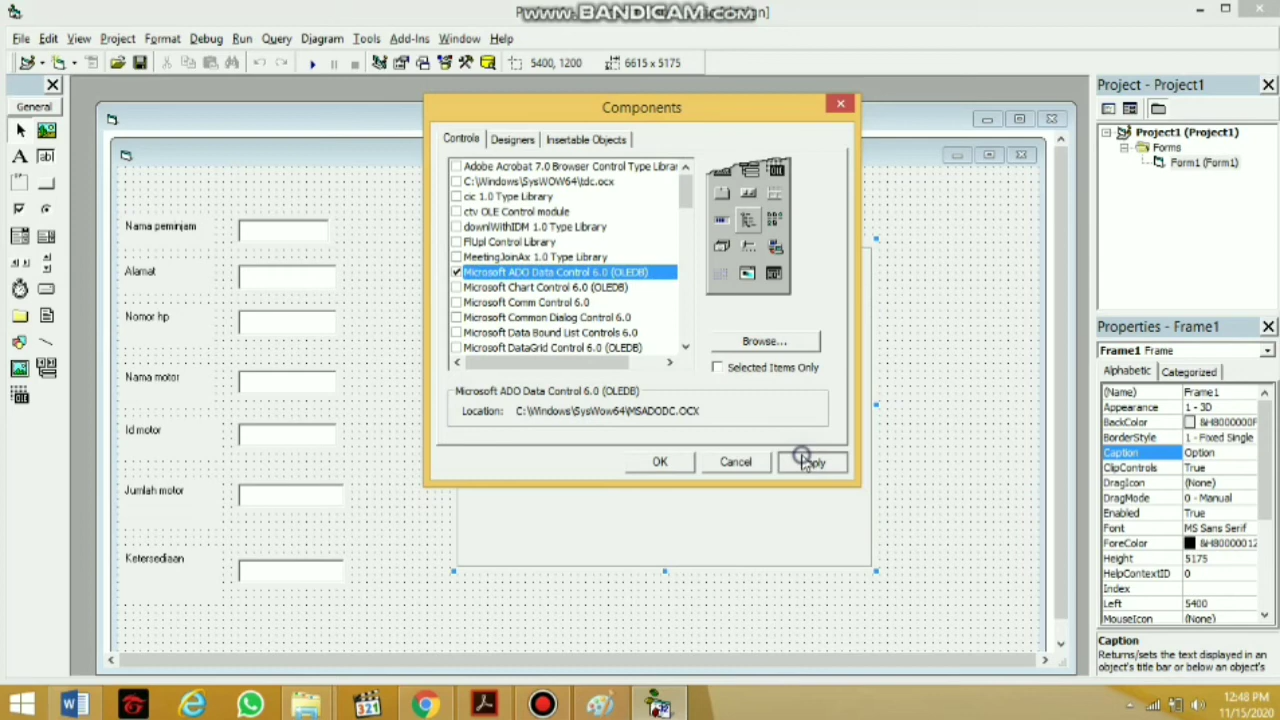 www.BANDICAM.com
File Edit View Project Format Debug Run Query Diagram Tools Add-Ins Window Help
5400, 1200 6615 x 5175
General
Nama peminjam
Alamat
Nomor hp
Nama motor
Id motor
Jumlah motor
Ketersediaan
Components
Controls Designers Insertable Objects
Adobe Acrobat 7.0 Browser Control Type Librar
C:\Windows\SysWOW64\tdc.ocx
cic 1.0 Type Library
ctv OLE Control module
downWithIDM 1.0 Type Library
FlUpl Control Library
MeetingJoinAx 1.0 Type Library
Microsoft ADO Data Control 6.0 (OLEDB)
Microsoft Chart Control 6.0 (OLEDB)
Microsoft Comm Control 6.0
Microsoft Common Dialog Control 6.0
Microsoft Data Bound List Controls 6.0
Microsoft DataGrid Control 6.0 (OLEDB)
Browse...
Selected Items Only
Microsoft ADO Data Control 6.0 (OLEDB)
Location: C:\Windows\SysWow64\MSADODC.OCX
OK Cancel Apply
Project - Project1
Project1 (Project1)
Forms
Form1 (Form1)
Properties - Frame1
Frame1 Frame
Alphabetic Categorized
(Name) Frame1
Appearance 1 - 3D
BackColor &H8000000F
BorderStyle 1 - Fixed Single
Caption Option
ClipControls True
DragIcon (None)
DragMode 0 - Manual
Enabled True
Font MS Sans Serif
ForeColor &H80000012
Height 5175
HelpContextID 0
Index
Left 5400
MouseIcon (None)
Caption
Returns/sets the text displayed in an
object's title bar or below an object's
321
12:48 PM
11/15/2020